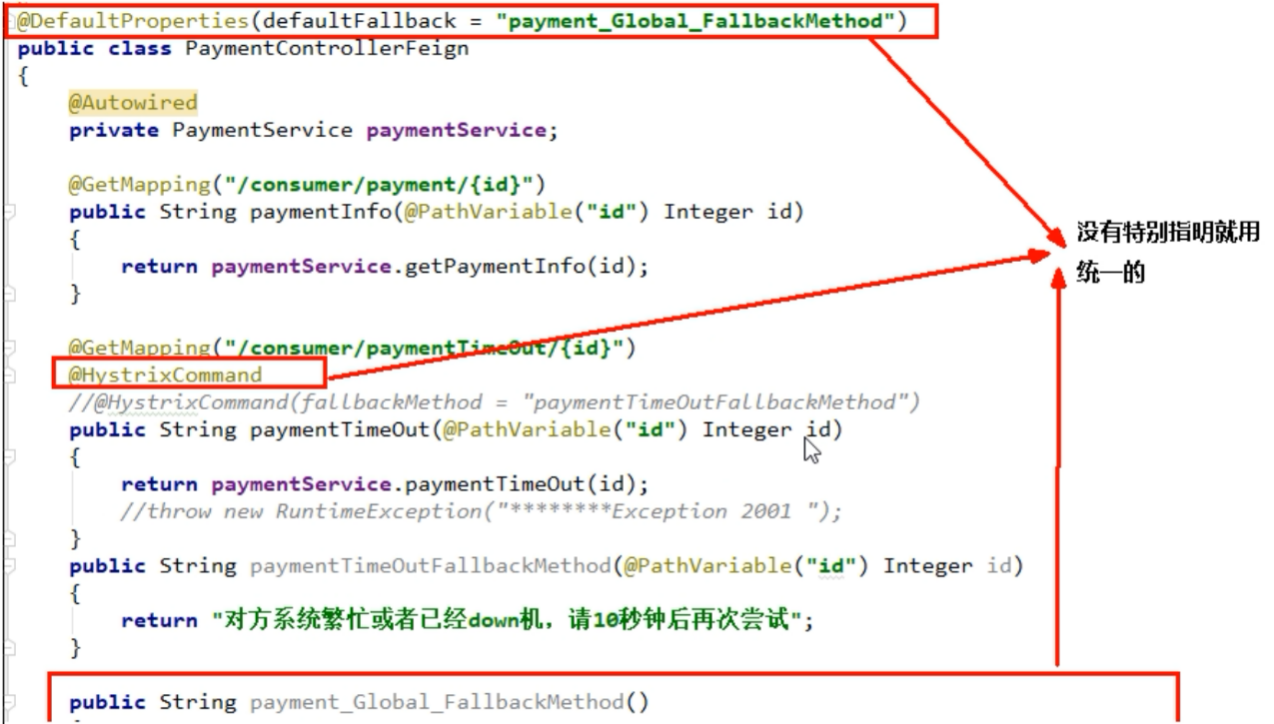 @DefaultProperties(defaultFallback = "payment_Global_FallbackMethod")
public class PaymentControllerFeign
{
@Autowired
private PaymentService paymentService;
@GetMapping("/consumer/payment/{id}")
public String paymentInfo(@PathVariable("id") Integer id)
{
return paymentService.getPaymentInfo(id);
}
没有特别指明就用
统一的
@GetMapping("/consumer/paymentTimeOut/{id}")
@HystrixCommand
//@HystrixCommand(fallbackMethod = "paymentTimeOutFallbackMethod")
public String paymentTimeOut(@PathVariable("id") Integer id)
{
return paymentService.paymentTimeOut(id);
//throw new RuntimeException("********Exception 2001 ");
}
public String paymentTimeOutFallbackMethod(@PathVariable("id") Integer id)
{
return "对方系统繁忙或者已经down机，请10秒钟后再次尝试";
}
public String payment_Global_FallbackMethod()